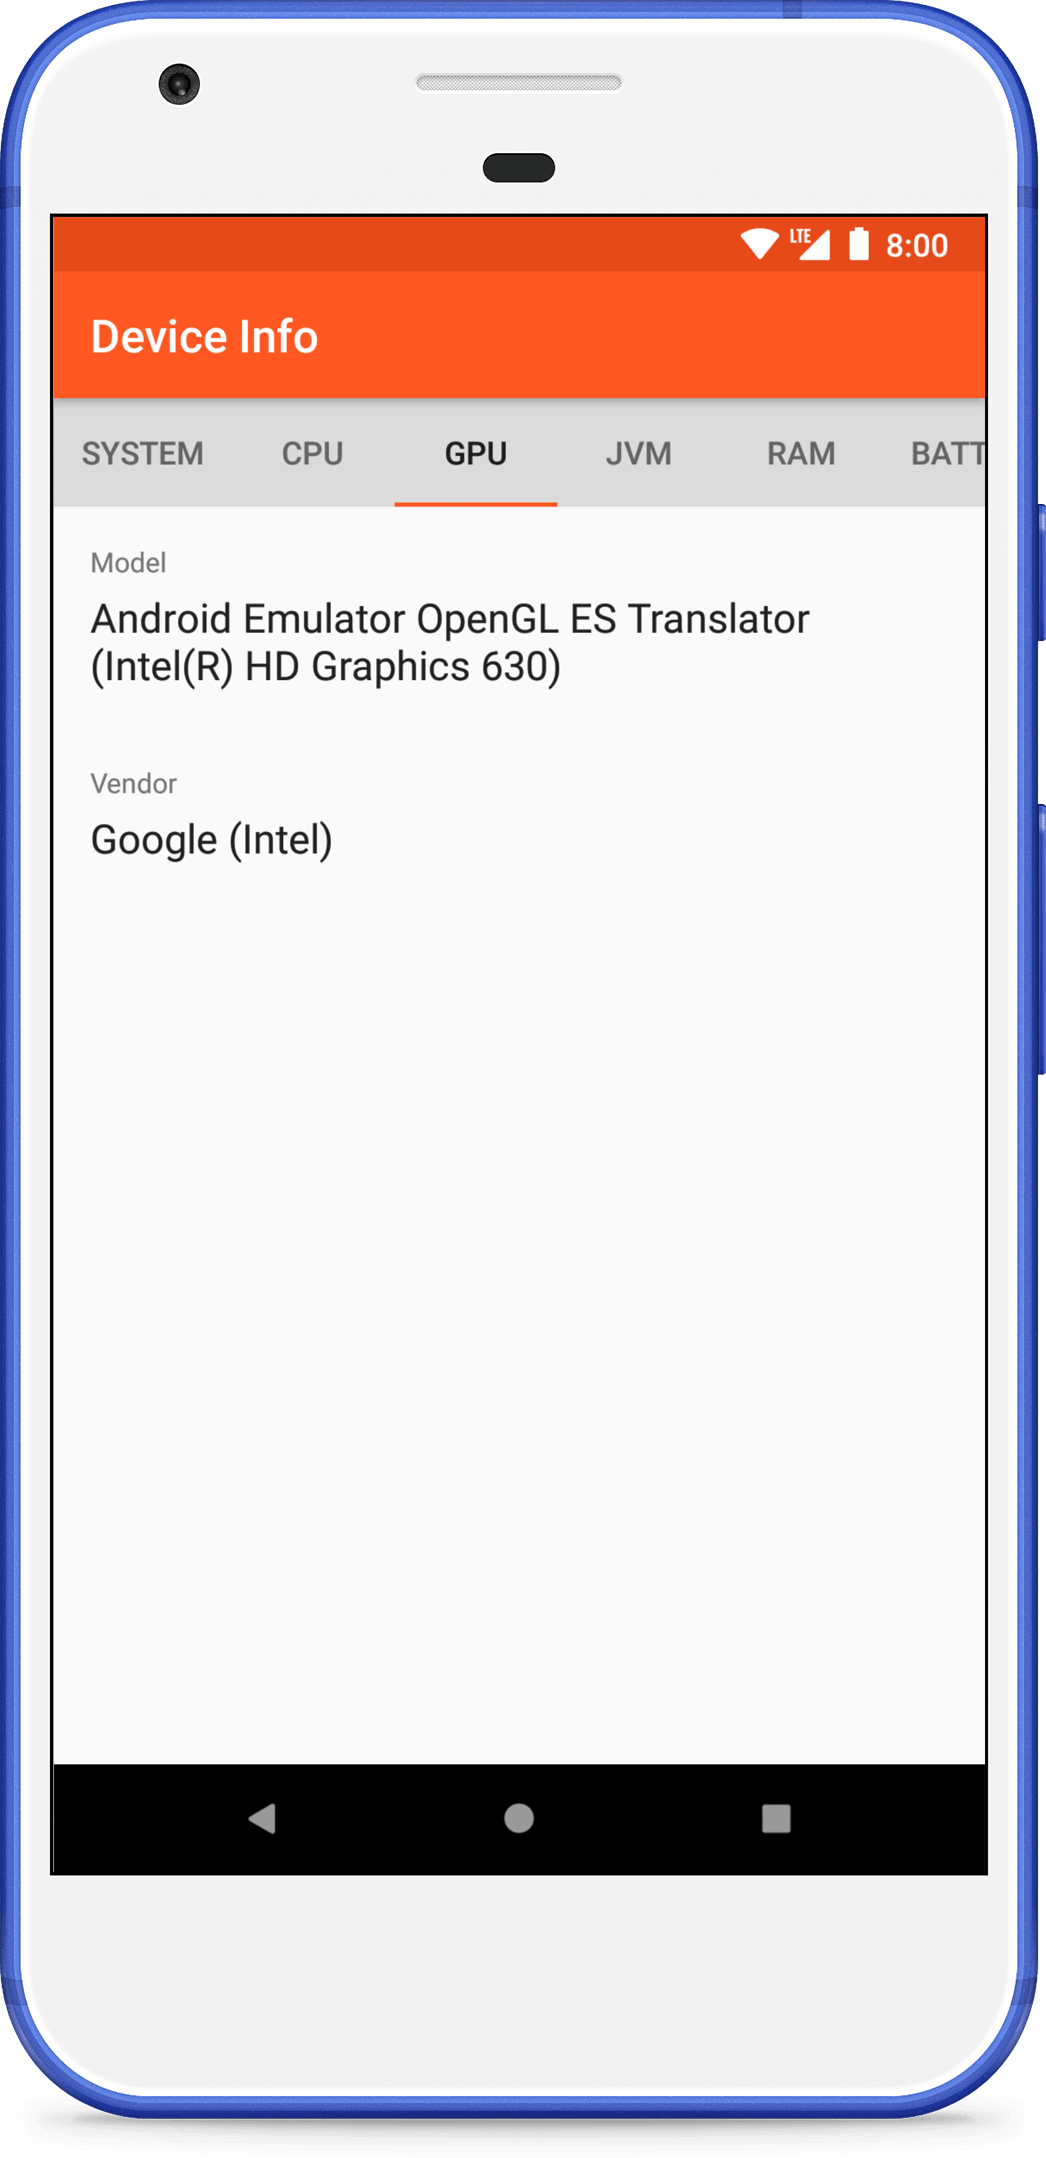 LTE 8:00
Device Info
SYSTEM CPU GPU JVM RAM BATT
Model
Android Emulator OpenGL ES Translator
(Intel(R) HD Graphics 630)
Vendor
Google (Intel)